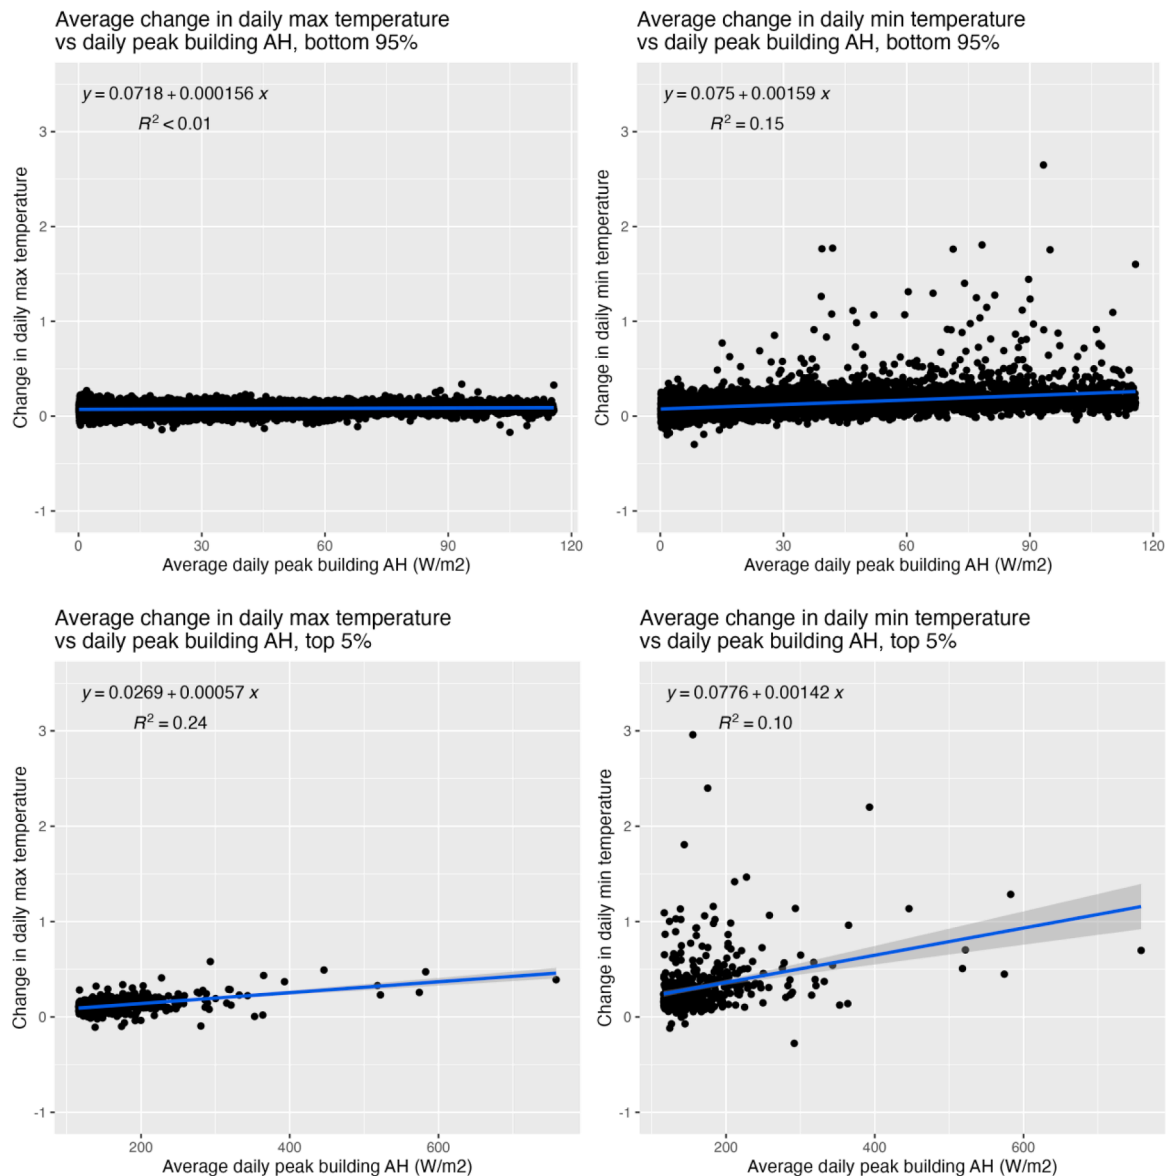 Average change in daily max temperature
vs daily peak building AH, bottom 95%
y = 0.0718 + 0.000156 x
R² < 0.01
3
2
1
0
-1
Change in daily max temperature
0 30 60 90 120
Average daily peak building AH (W/m2)
Average change in daily min temperature
vs daily peak building AH, bottom 95%
y = 0.075 + 0.00159 x
R² = 0.15
3
2
1
0
-1
Change in daily min temperature
0 30 60 90 120
Average daily peak building AH (W/m2)
Average change in daily max temperature
vs daily peak building AH, top 5%
y = 0.0269 + 0.00057 x
R² = 0.24
3
2
1
0
-1
Change in daily max temperature
200 400 600
Average daily peak building AH (W/m2)
Average change in daily min temperature
vs daily peak building AH, top 5%
y = 0.0776 + 0.00142 x
R² = 0.10
3
2
1
0
-1
Change in daily min temperature
200 400 600
Average daily peak building AH (W/m2)